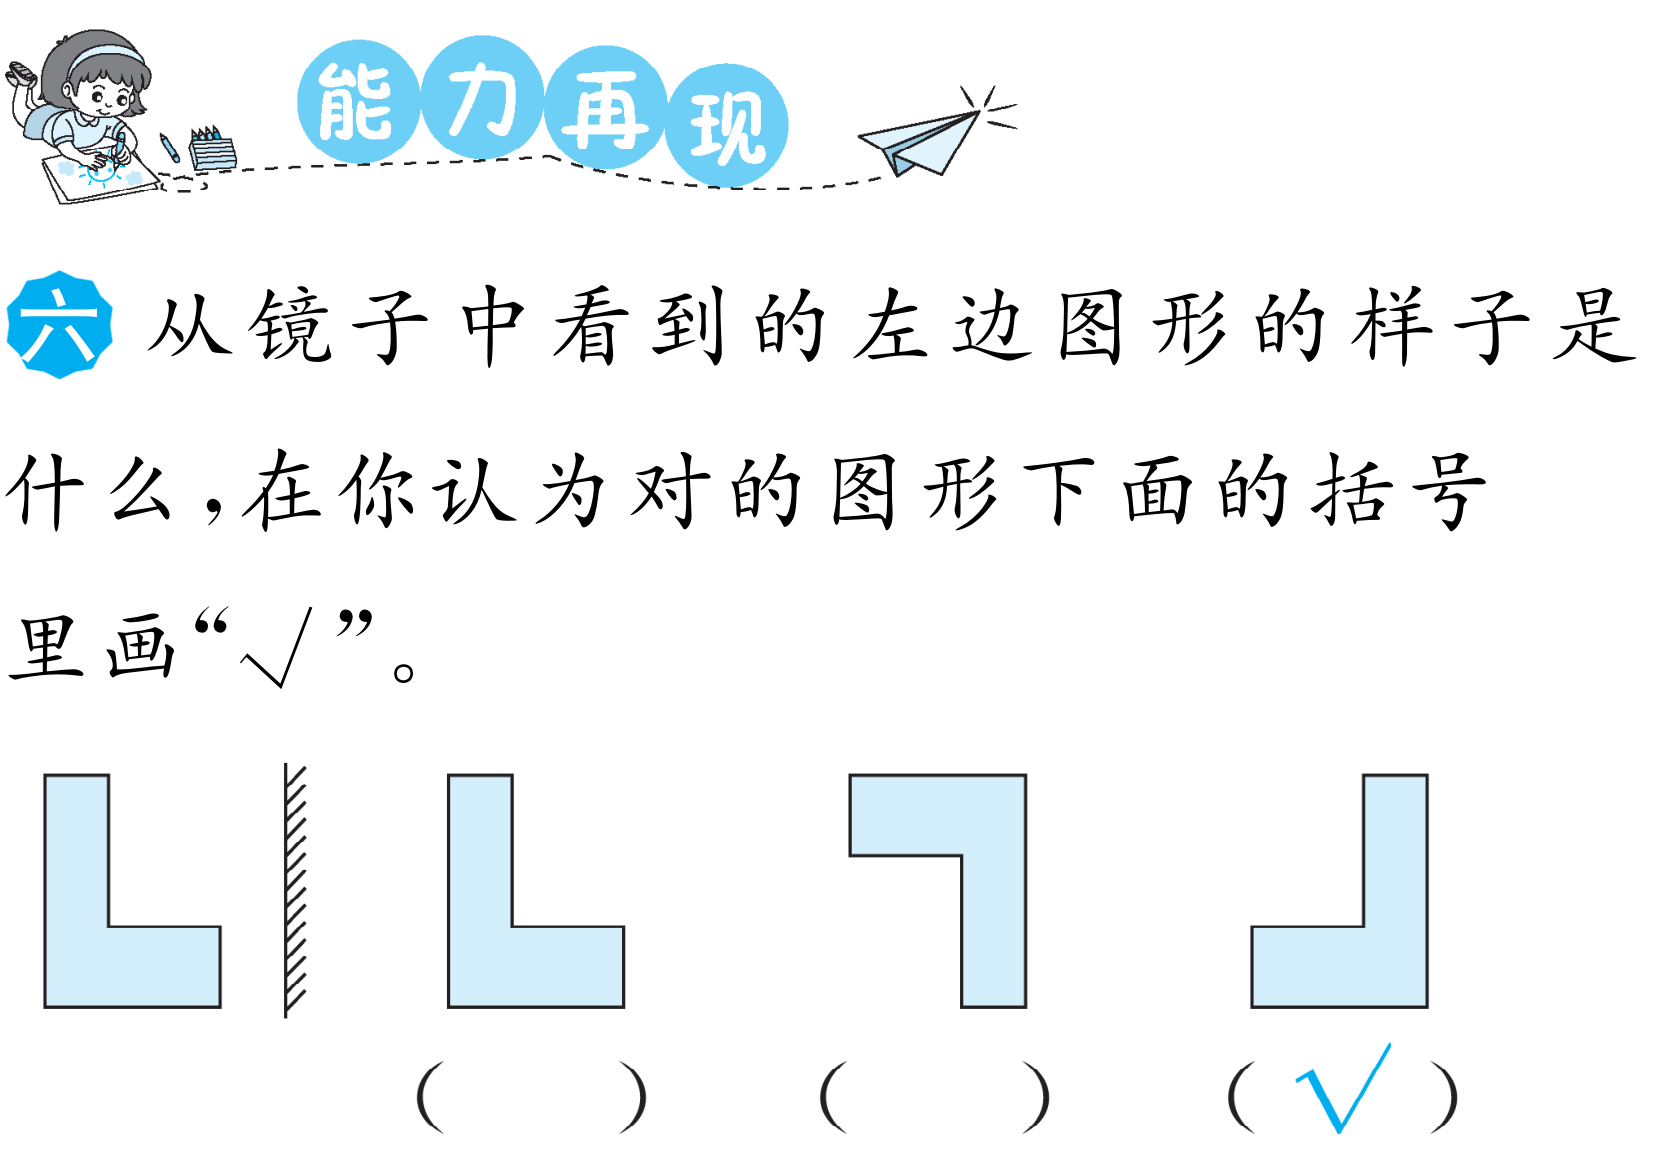 能力再现
六 从镜子中看到的左边图形的样子是
什么,在你认为对的图形下面的括号
里画“√”。
( ) ( ) ( √ )